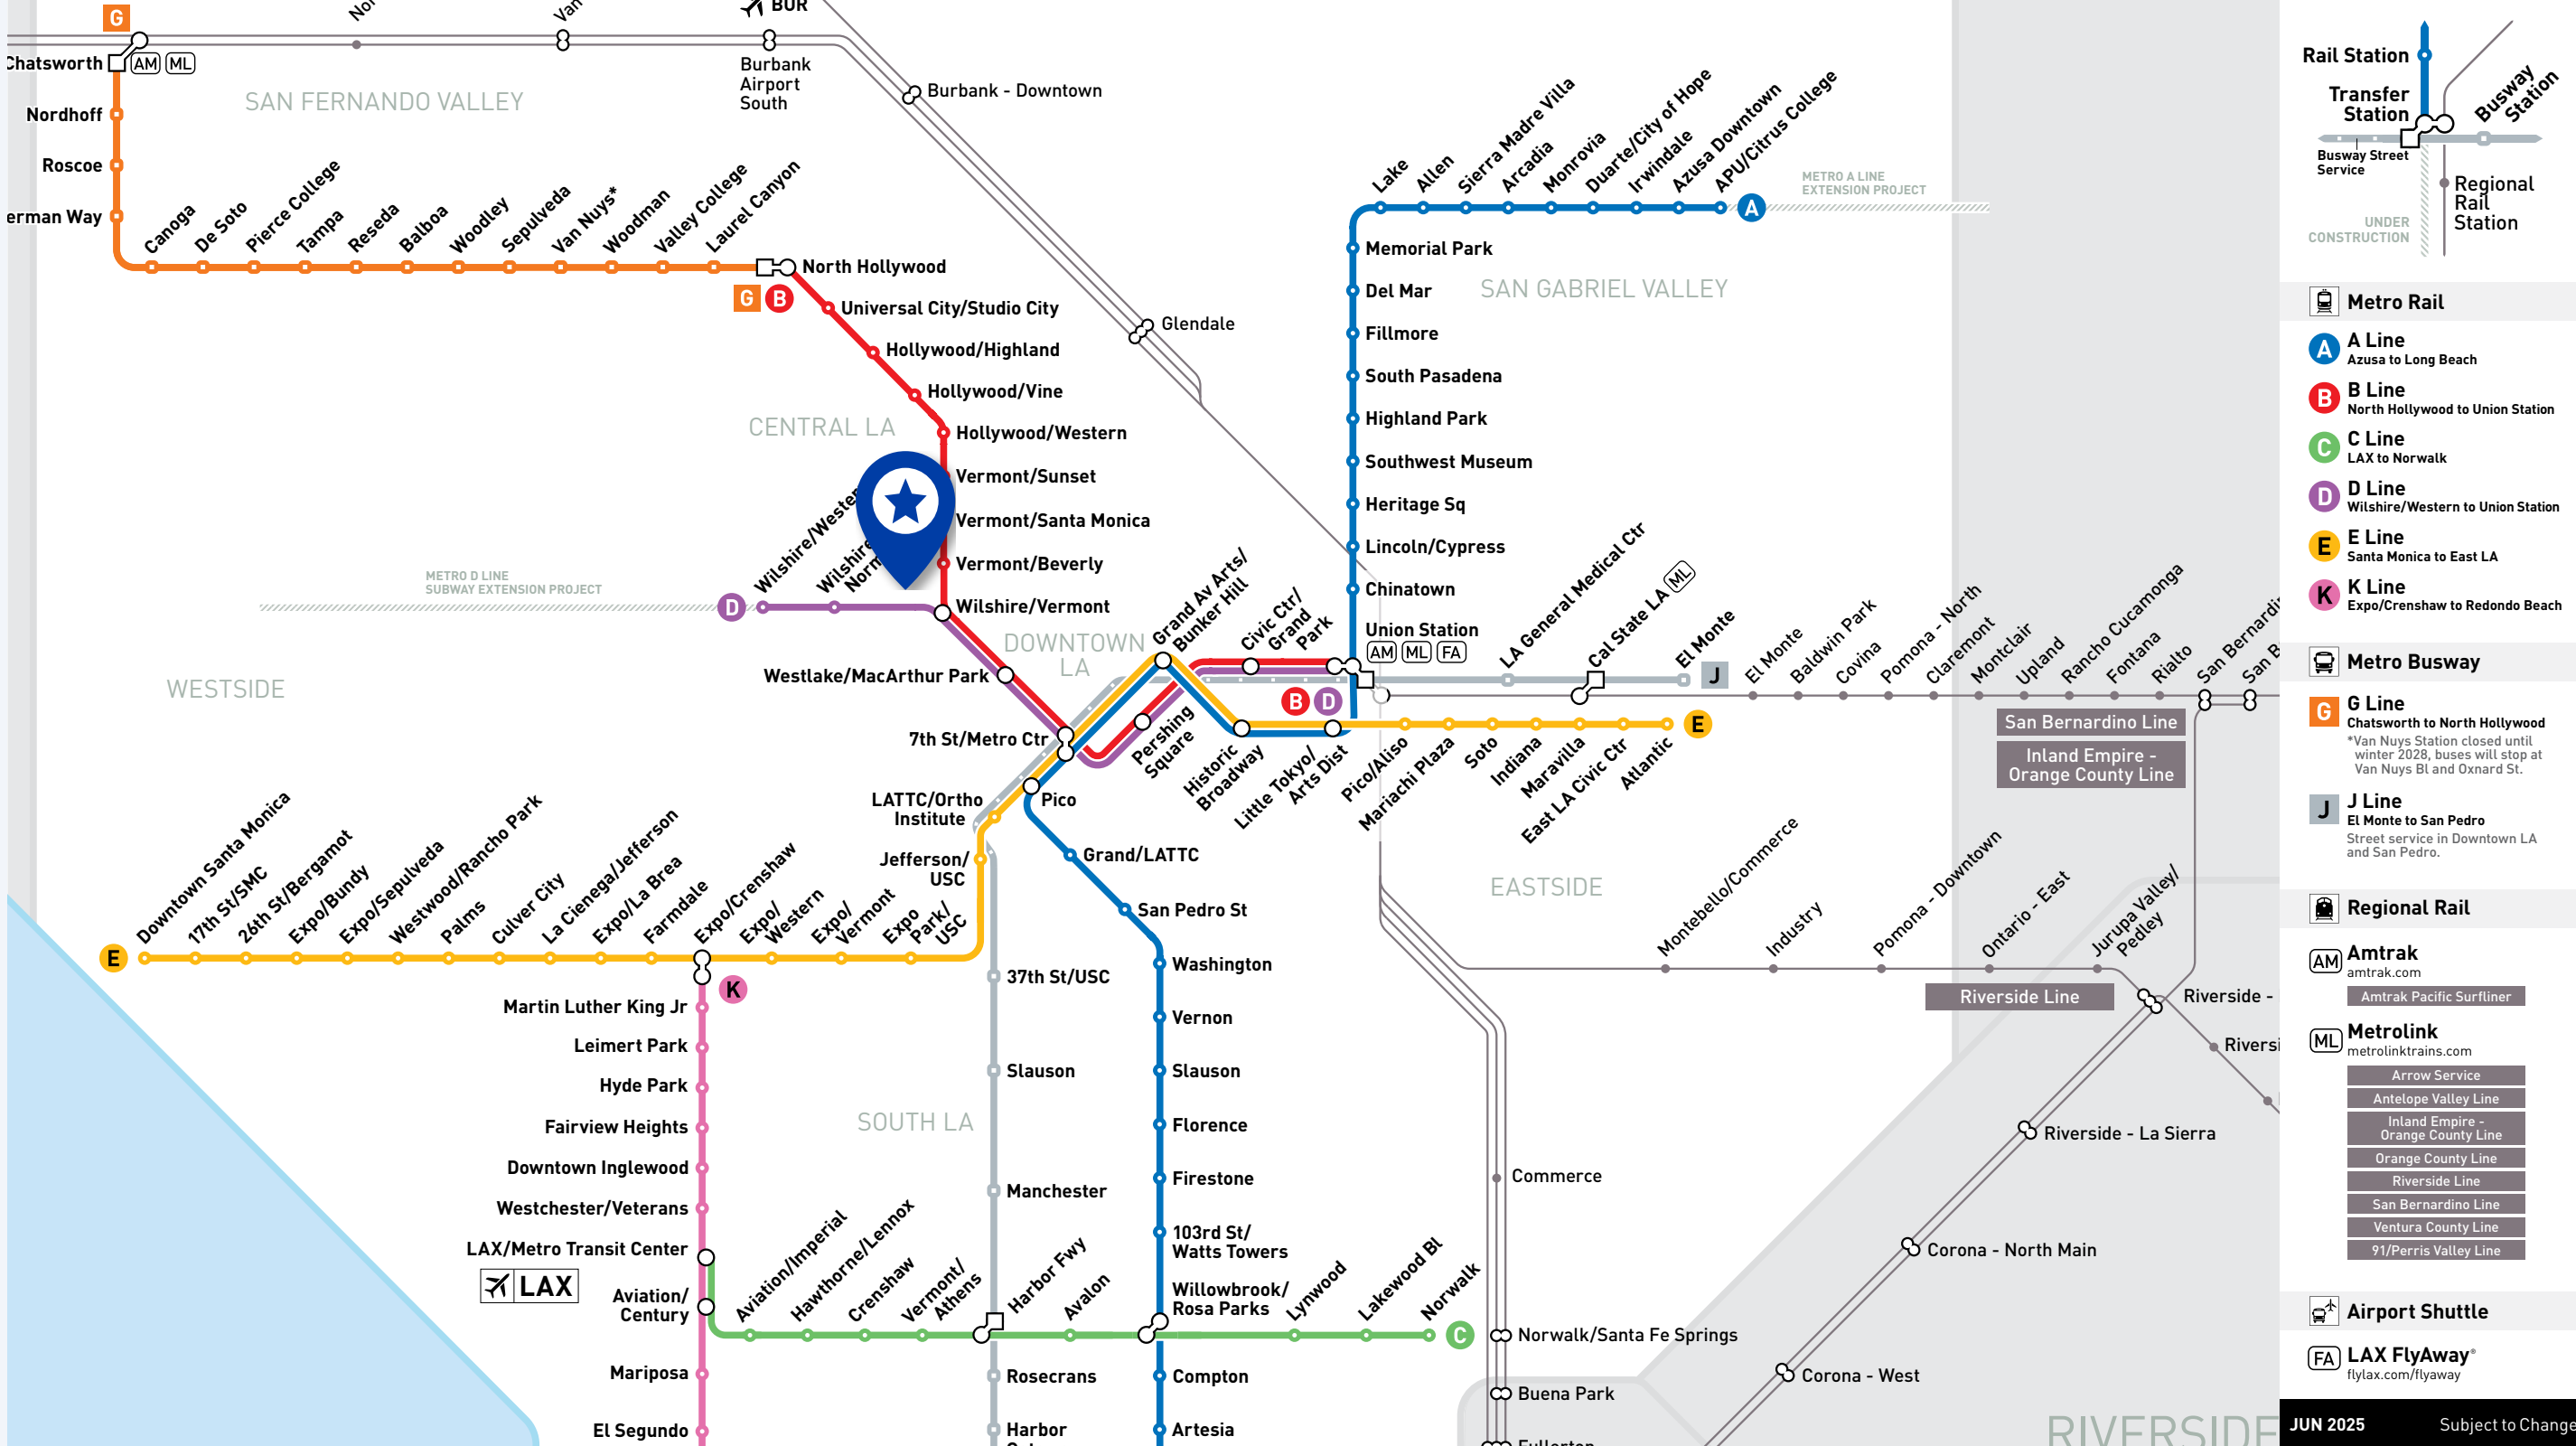 G
BUR
Chatsworth
AM ML
Nordhoff
Roscoe
Canoga
De Soto
Pierce College
Tampa
Reseda
Balboa
Woodley
Sepulveda
Van Nuys*
Woodman
Valley College
Laurel Canyon
SAN FERNANDO VALLEY
Burbank
Airport
South
Burbank - Downtown
Glendale
North Hollywood
G B
Universal City/Studio City
Hollywood/Highland
Hollywood/Vine
Hollywood/Western
Vermont/Sunset
Vermont/Santa Monica
Vermont/Beverly
Wilshire/Vermont
CENTRAL LA
METRO D LINE
SUBWAY EXTENSION PROJECT
D
Wilshire
WESTSIDE
DOWNTOWN
LA
Westlake/MacArthur Park
7th St/Metro Ctr
Pershing
Square
Grand Av Arts/
Bunker Hill
Civic Ctr/
Grand
Park
Historic
Broadway
Little Tokyo/
Arts Dist
B D
Lake
Allen
Sierra Madre Villa
Arcadia
Monrovia
Duarte/City of Hope
Irwindale
Azusa Downtown
APU/Citrus College
A
METRO A LINE
EXTENSION PROJECT
Memorial Park
Del Mar
Fillmore
South Pasadena
Highland Park
Southwest Museum
Heritage Sq
Lincoln/Cypress
Chinatown
Union Station
AM ML FA
SAN GABRIEL VALLEY
LA General Medical Ctr
Cal State LA ML
El Monte
J
El Monte
Baldwin Park
Covina
Pomona - North
Claremont
Montclair
Upland
Rancho Cucamonga
Fontana
Rialto
San Bernardino Line
Inland Empire -
Orange County Line
Pico/Aliso
Mariachi Plaza
Soto
Indiana
Maravilla
East LA Civic Ctr
Atlantic
E
EASTSIDE
Montebello/Commerce
Industry
Pomona - Downtown
Ontario - East
Jurupa Valley/
Pedley
Riverside Line
Riverside -
Riverside - La Sierra
Corona - North Main
Corona - West
LATTC/Ortho
Institute
Pico
Jefferson/
USC
E
Downtown Santa Monica
17th St/SMC
26th St/Bergamot
Expo/Bundy
Expo/Sepulveda
Westwood/Rancho Park
Palms
Culver City
La Cienega/Jefferson
Expo/La Brea
Farmdale
Expo/Crenshaw
Expo/
Western
Expo/
Vermont
Expo
Park/
USC
K
Martin Luther King Jr
Leimert Park
Hyde Park
Fairview Heights
Downtown Inglewood
Westchester/Veterans
LAX/Metro Transit Center
LAX
Aviation/
Century
Mariposa
El Segundo
SOUTH LA
37th St/USC
Slauson
Manchester
Harbor Fwy
Rosecrans
Harbor
Grand/LATTC
San Pedro St
Washington
Vernon
Slauson
Florence
Firestone
103rd St/
Watts Towers
Willowbrook/
Rosa Parks
Compton
Artesia
Aviation/Imperial
Hawthorne/Lennox
Crenshaw
Vermont/
Athens
Avalon
Lynwood
Lakewood Bl
Norwalk
C
Commerce
Norwalk/Santa Fe Springs
Buena Park
RIVERSIDE
Rail Station
Transfer
Station
Busway
Station
Busway Street
Service
Regional
Rail
Station
UNDER
CONSTRUCTION
Metro Rail
A
A Line
Azusa to Long Beach
B
B Line
North Hollywood to Union Station
C
C Line
LAX to Norwalk
D
D Line
Wilshire/Western to Union Station
E
E Line
Santa Monica to East LA
K
K Line
Expo/Crenshaw to Redondo Beach
Metro Busway
G
G Line
Chatsworth to North Hollywood
*Van Nuys Station closed until
winter 2028, buses will stop at
Van Nuys Bl and Oxnard St.
J
J Line
El Monte to San Pedro
Street service in Downtown LA
and San Pedro.
Regional Rail
AM
Amtrak
amtrak.com
Amtrak Pacific Surfliner
ML
Metrolink
metrolinktrains.com
Arrow Service
Antelope Valley Line
Inland Empire -
Orange County Line
Orange County Line
Riverside Line
San Bernardino Line
Ventura County Line
91/Perris Valley Line
Airport Shuttle
FA
LAX FlyAway®
flylax.com/flyaway
JUN 2025
Subject to Change